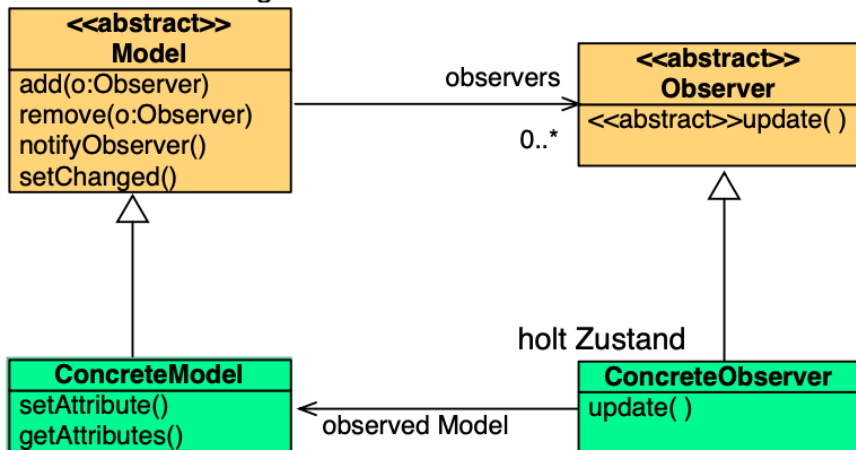 <<abstract>>
Model
add(o:Observer)
remove(o:Observer)
notifyObserver()
setChanged()
observers
0..*
<<abstract>>
Observer
<<abstract>>update( )
holt Zustand
ConcreteModel
setAttribute()
getAttributes()
observed Model
ConcreteObserver
update( )